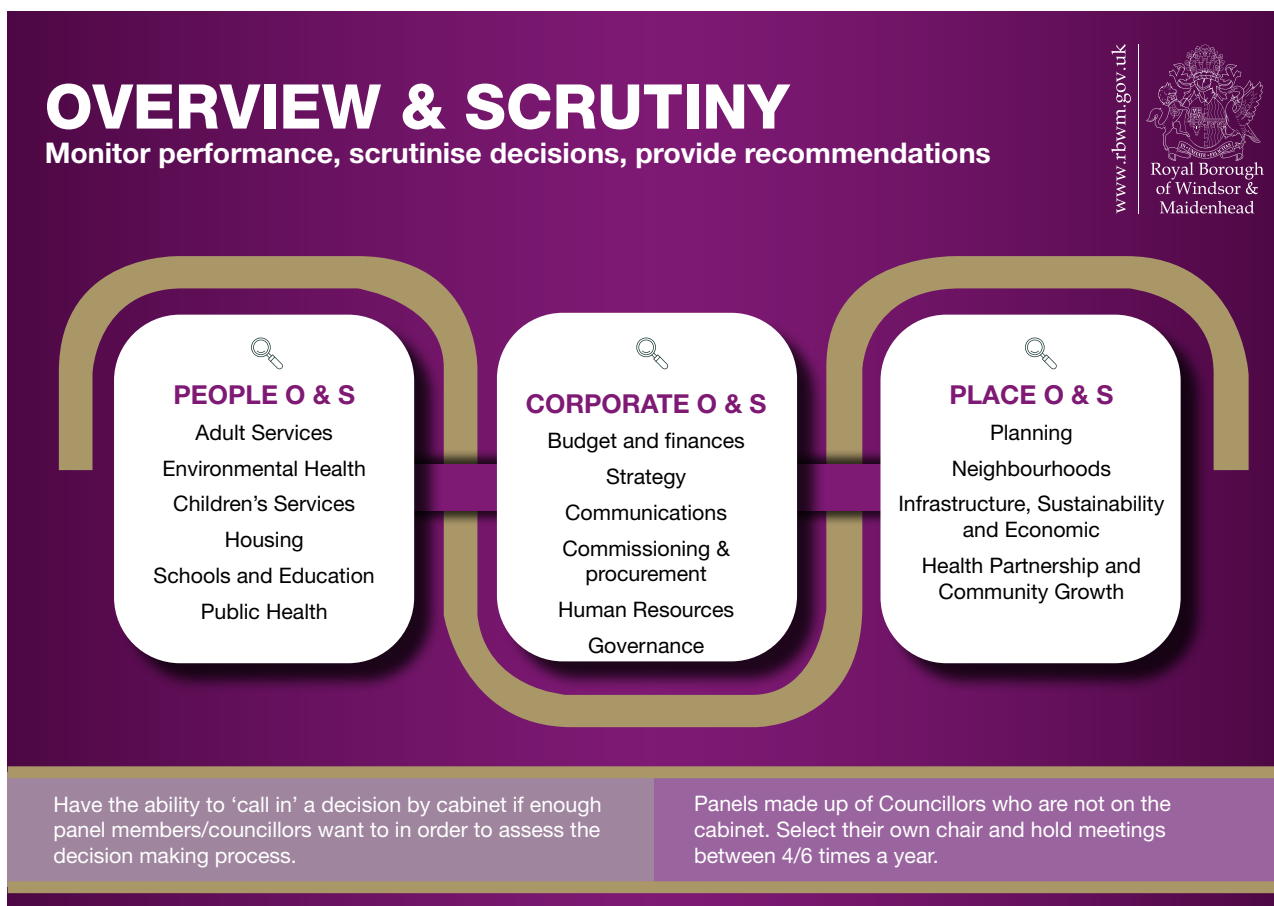 OVERVIEW & SCRUTINY
Monitor performance, scrutinise decisions, provide recommendations
www.rbwm.gov.uk
Royal Borough
of Windsor &
Maidenhead
PEOPLE O & S
Adult Services
Environmental Health
Children’s Services
Housing
Schools and Education
Public Health
CORPORATE O & S
Budget and finances
Strategy
Communications
Commissioning &
procurement
Human Resources
Governance
PLACE O & S
Planning
Neighbourhoods
Infrastructure, Sustainability
and Economic
Health Partnership and
Community Growth
Have the ability to ‘call in’ a decision by cabinet if enough
panel members/councillors want to in order to assess the
decision making process.
Panels made up of Councillors who are not on the
cabinet. Select their own chair and hold meetings
between 4/6 times a year.